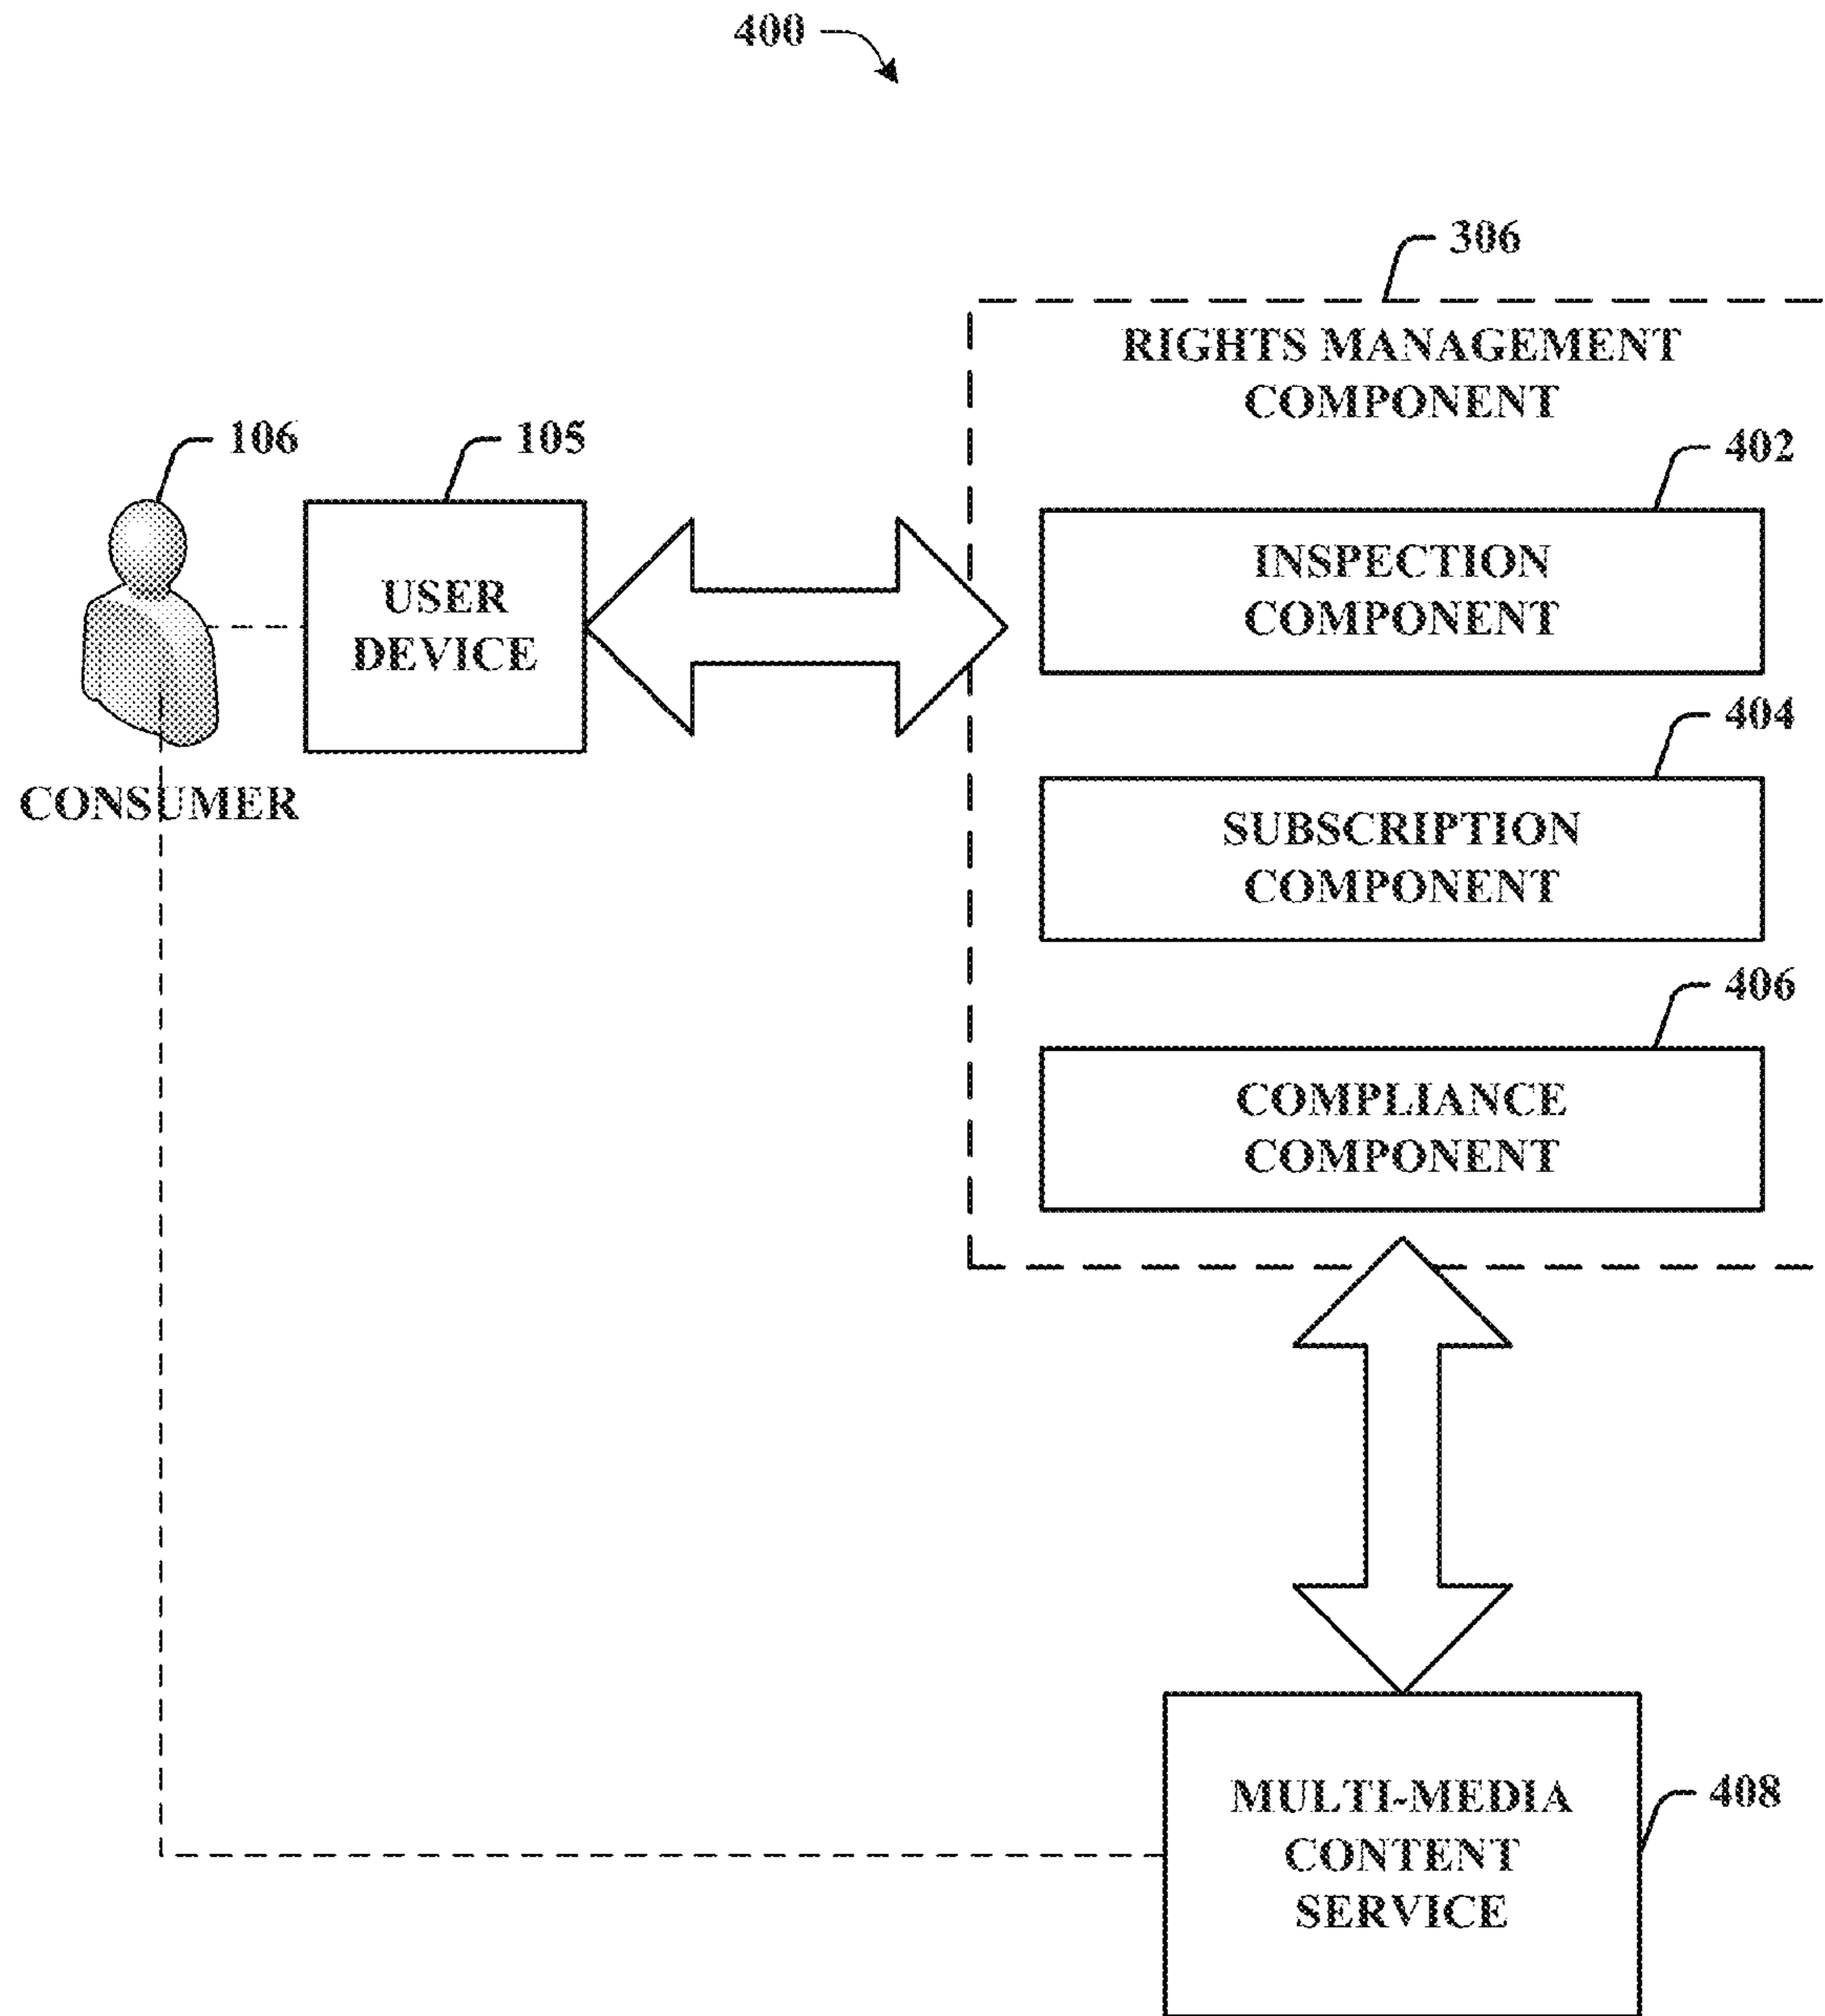 400
306
RIGHTS MANAGEMENT
COMPONENT
106
105
402
USER
DEVICE
INSPECTION
COMPONENT
CONSUMER
404
SUBSCRIPTION
COMPONENT
406
COMPLIANCE
COMPONENT
408
MULTI-MEDIA
CONTENT
SERVICE